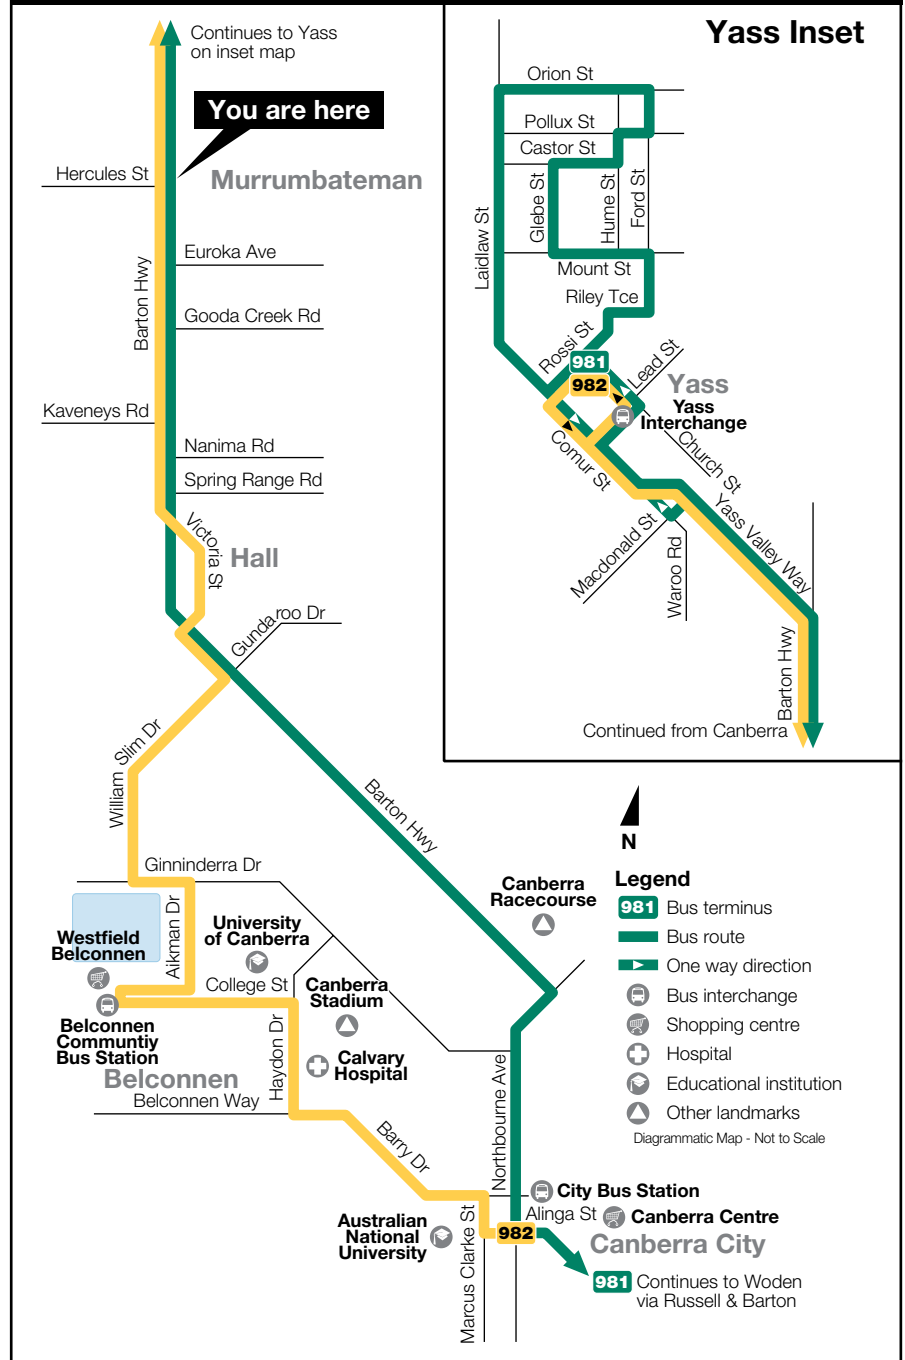 Continues to Yass
on inset map
You are here
Hercules St
Murrumbateman
Euroka Ave
Barton Hwy
Gooda Creek Rd
Kaveneys Rd
Nanima Rd
Spring Range Rd
Victoria St
Hall
Gundaroo Dr
William Slim Dr
Barton Hwy
Ginninderra Dr
Canberra
Racecourse
Aikman Dr
University
of Canberra
Westfield
Belconnen
College St
Canberra
Stadium
Belconnen
Communtiy
Bus Station
Haydon Dr
Calvary
Hospital
Belconnen
Belconnen Way
Northbourne Ave
Barry Dr
City Bus Station
Australian
National
University
Marcus Clarke St
Alinga St
Canberra Centre
982
Canberra City
981
Continues to Woden
via Russell & Barton
Yass Inset
Orion St
Pollux St
Castor St
Glebe St
Hume St
Ford St
Laidlaw St
Mount St
Riley Tce
Rossi St
981
982
Lead St
Yass
Yass
Interchange
Church St
Comur St
Yass Valley Way
Macdonald St
Waroo Rd
Barton Hwy
Continued from Canberra
N
Legend
981 Bus terminus
Bus route
One way direction
Bus interchange
Shopping centre
Hospital
Educational institution
Other landmarks
Diagrammatic Map - Not to Scale